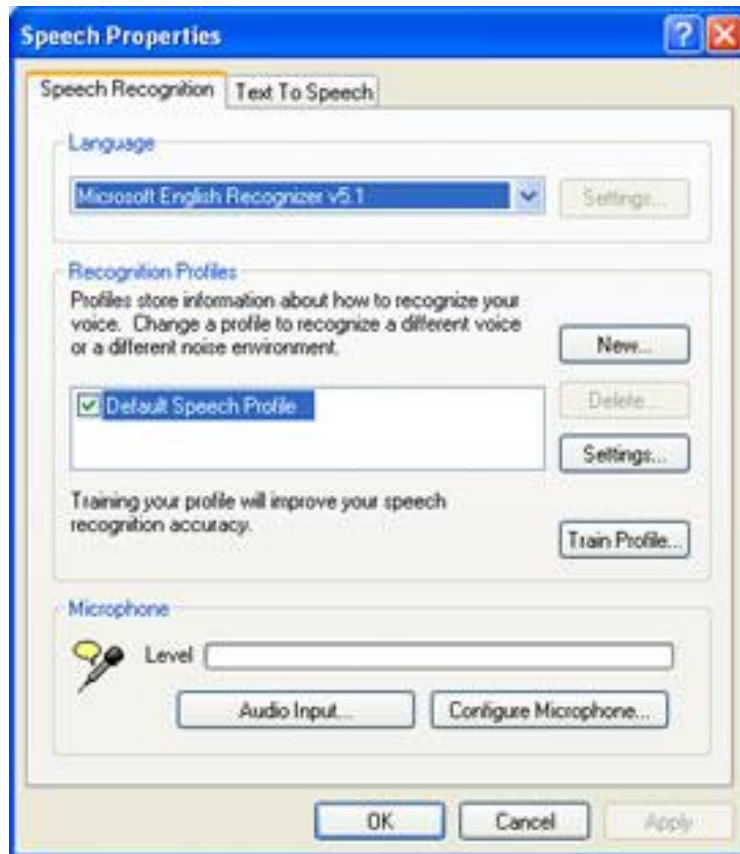 Speech Properties
Speech Recognition
Text To Speech
Language
Microsoft English Recognizer v5.1
Settings...
Recognition Profiles
Profiles store information about how to recognize your
voice. Change a profile to recognize a different voice
or a different noise environment.
New...
Default Speech Profile
Delete...
Settings...
Training your profile will improve your speech
recognition accuracy.
Train Profile...
Microphone
Level
Audio Input...
Configure Microphone...
OK
Cancel
Apply